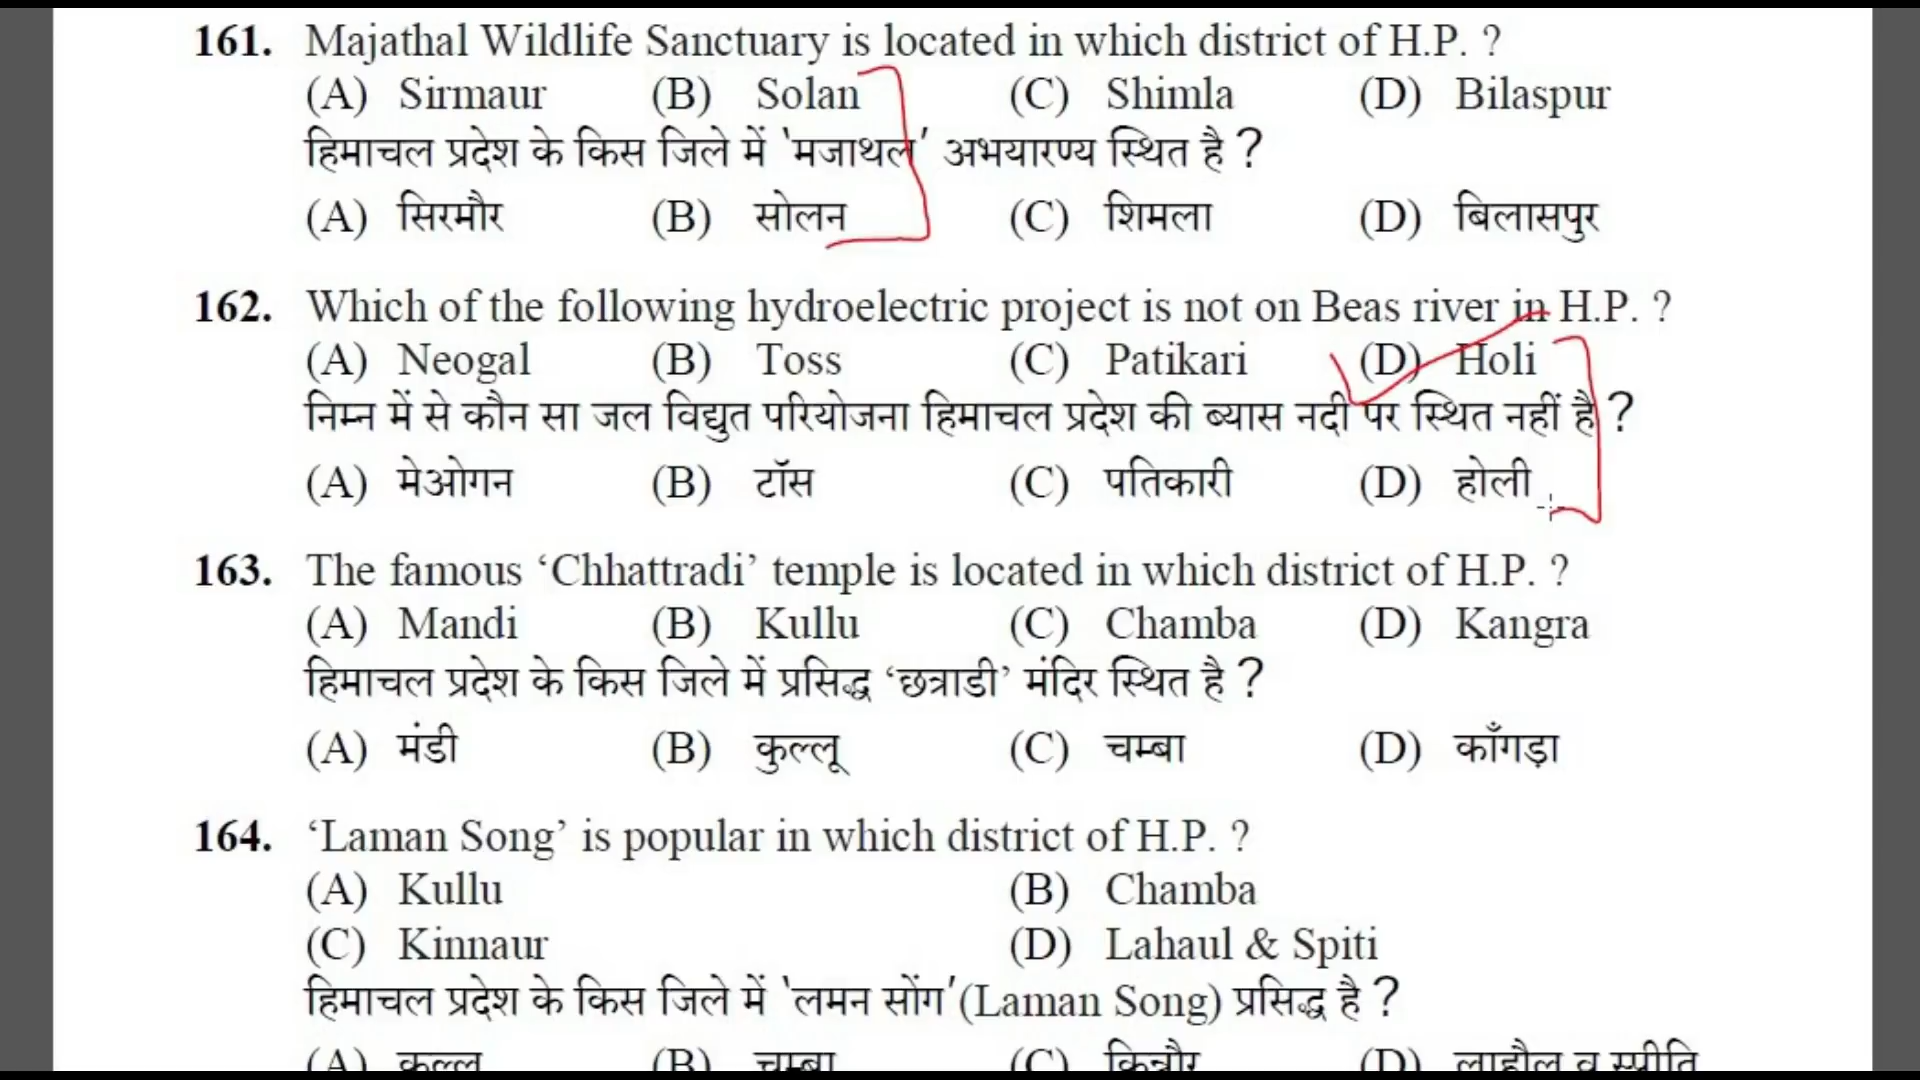 161. Majathal Wildlife Sanctuary is located in which district of H.P. ?
(A) Sirmaur (B) Solan (C) Shimla (D) Bilaspur
हिमाचल प्रदेश के किस जिले में 'मजाथल' अभयारण्य स्थित है ?
(A) सिरमौर (B) सोलन (C) शिमला (D) बिलासपुर
162. Which of the following hydroelectric project is not on Beas river in H.P. ?
(A) Neogal (B) Toss (C) Patikari (D) Holi
निम्न में से कौन सा जल विद्युत परियोजना हिमाचल प्रदेश की ब्यास नदी पर स्थित नहीं है ?
(A) मेओगन (B) टॉस (C) पतिकारी (D) होली
163. The famous ‘Chhattradi’ temple is located in which district of H.P. ?
(A) Mandi (B) Kullu (C) Chamba (D) Kangra
हिमाचल प्रदेश के किस जिले में प्रसिद्ध ‘छत्राडी’ मंदिर स्थित है ?
(A) मंडी (B) कुल्लू (C) चम्बा (D) काँगड़ा
164. ‘Laman Song’ is popular in which district of H.P. ?
(A) Kullu (B) Chamba
(C) Kinnaur (D) Lahaul & Spiti
हिमाचल प्रदेश के किस जिले में 'लमन सोंग'(Laman Song) प्रसिद्ध है ?
(A) कुल्लू (B) चम्बा (C) किन्नौर (D) लाहौल व स्पीति